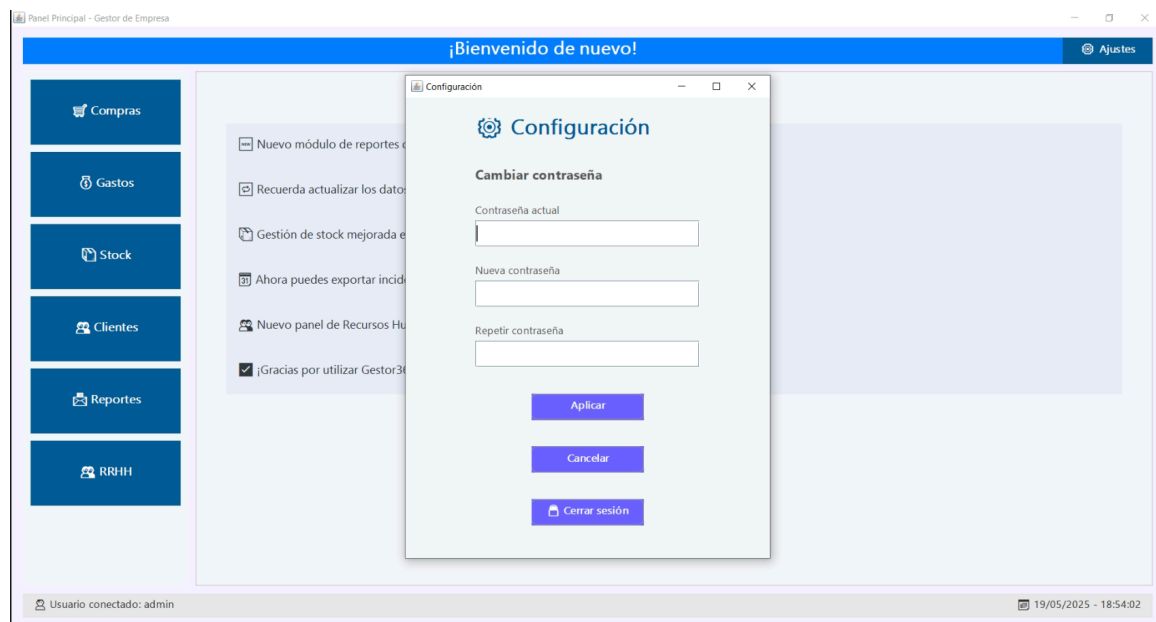 Panel Principal - Gestor de Empresa
¡Bienvenido de nuevo!
Ajustes
Compras
Gastos
Stock
Clientes
Reportes
RRHH
Nuevo módulo de reportes
Recuerda actualizar los datos
Gestión de stock mejorada
Ahora puedes exportar
Nuevo panel de Recursos
¡Gracias por utilizar
Configuración
Configuración
Cambiar contraseña
Contraseña actual
Nueva contraseña
Repetir contraseña
Aplicar
Cancelar
Cerrar sesión
Usuario conectado: admin
19/05/2025 - 18:54:02